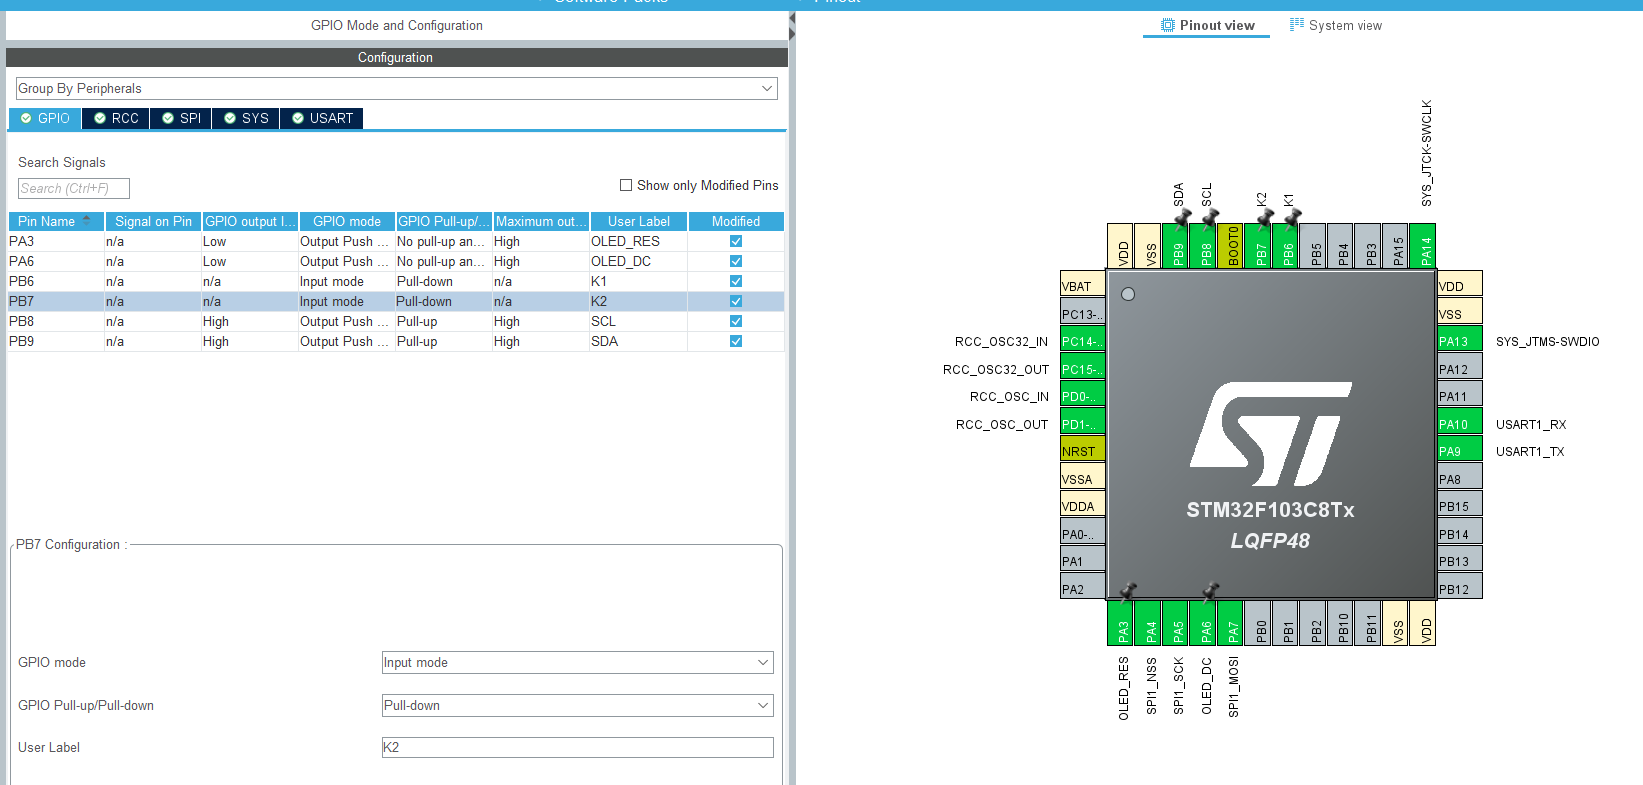 Software Packs
Pinout
GPIO Mode and Configuration
Configuration
Group By Peripherals
GPIO RCC SPI SYS USART
Search Signals
Search (Ctrl+F)
Show only Modified Pins
Pin Name Signal on Pin GPIO output l... GPIO mode GPIO Pull-up/... Maximum out... User Label Modified
PA3 n/a Low Output Push ... No pull-up an... High OLED_RES
PA6 n/a Low Output Push ... No pull-up an... High OLED_DC
PB6 n/a n/a Input mode Pull-down n/a K1
PB7 n/a n/a Input mode Pull-down n/a K2
PB8 n/a High Output Push ... Pull-up High SCL
PB9 n/a High Output Push ... Pull-up High SDA
PB7 Configuration :
GPIO mode
Input mode
GPIO Pull-up/Pull-down
Pull-down
User Label
K2
Pinout view
System view
SDA
SCL
K2
K1
SYS_JTCK-SWCLK
VDD
VSS
PB9
PB8
BOOT0
PB7
PB6
PB5
PB4
PB3
PA15
PA14
VBAT
PC13-..
RCC_OSC32_IN PC14-..
RCC_OSC32_OUT PC15-..
RCC_OSC_IN PD0-..
RCC_OSC_OUT PD1-..
NRST
VSSA
VDDA
PA0-..
PA1
PA2
ST
STM32F103C8Tx
LQFP48
VDD
VSS
PA13 SYS_JTMS-SWDIO
PA12
PA11
PA10 USART1_RX
PA9 USART1_TX
PA8
PB15
PB14
PB13
PB12
PA3
PA4
PA5
PA6
PA7
PB0
PB1
PB2
PB10
PB11
VSS
VDD
OLED_RES
SPI1_NSS
SPI1_SCK
OLED_DC
SPI1_MOSI